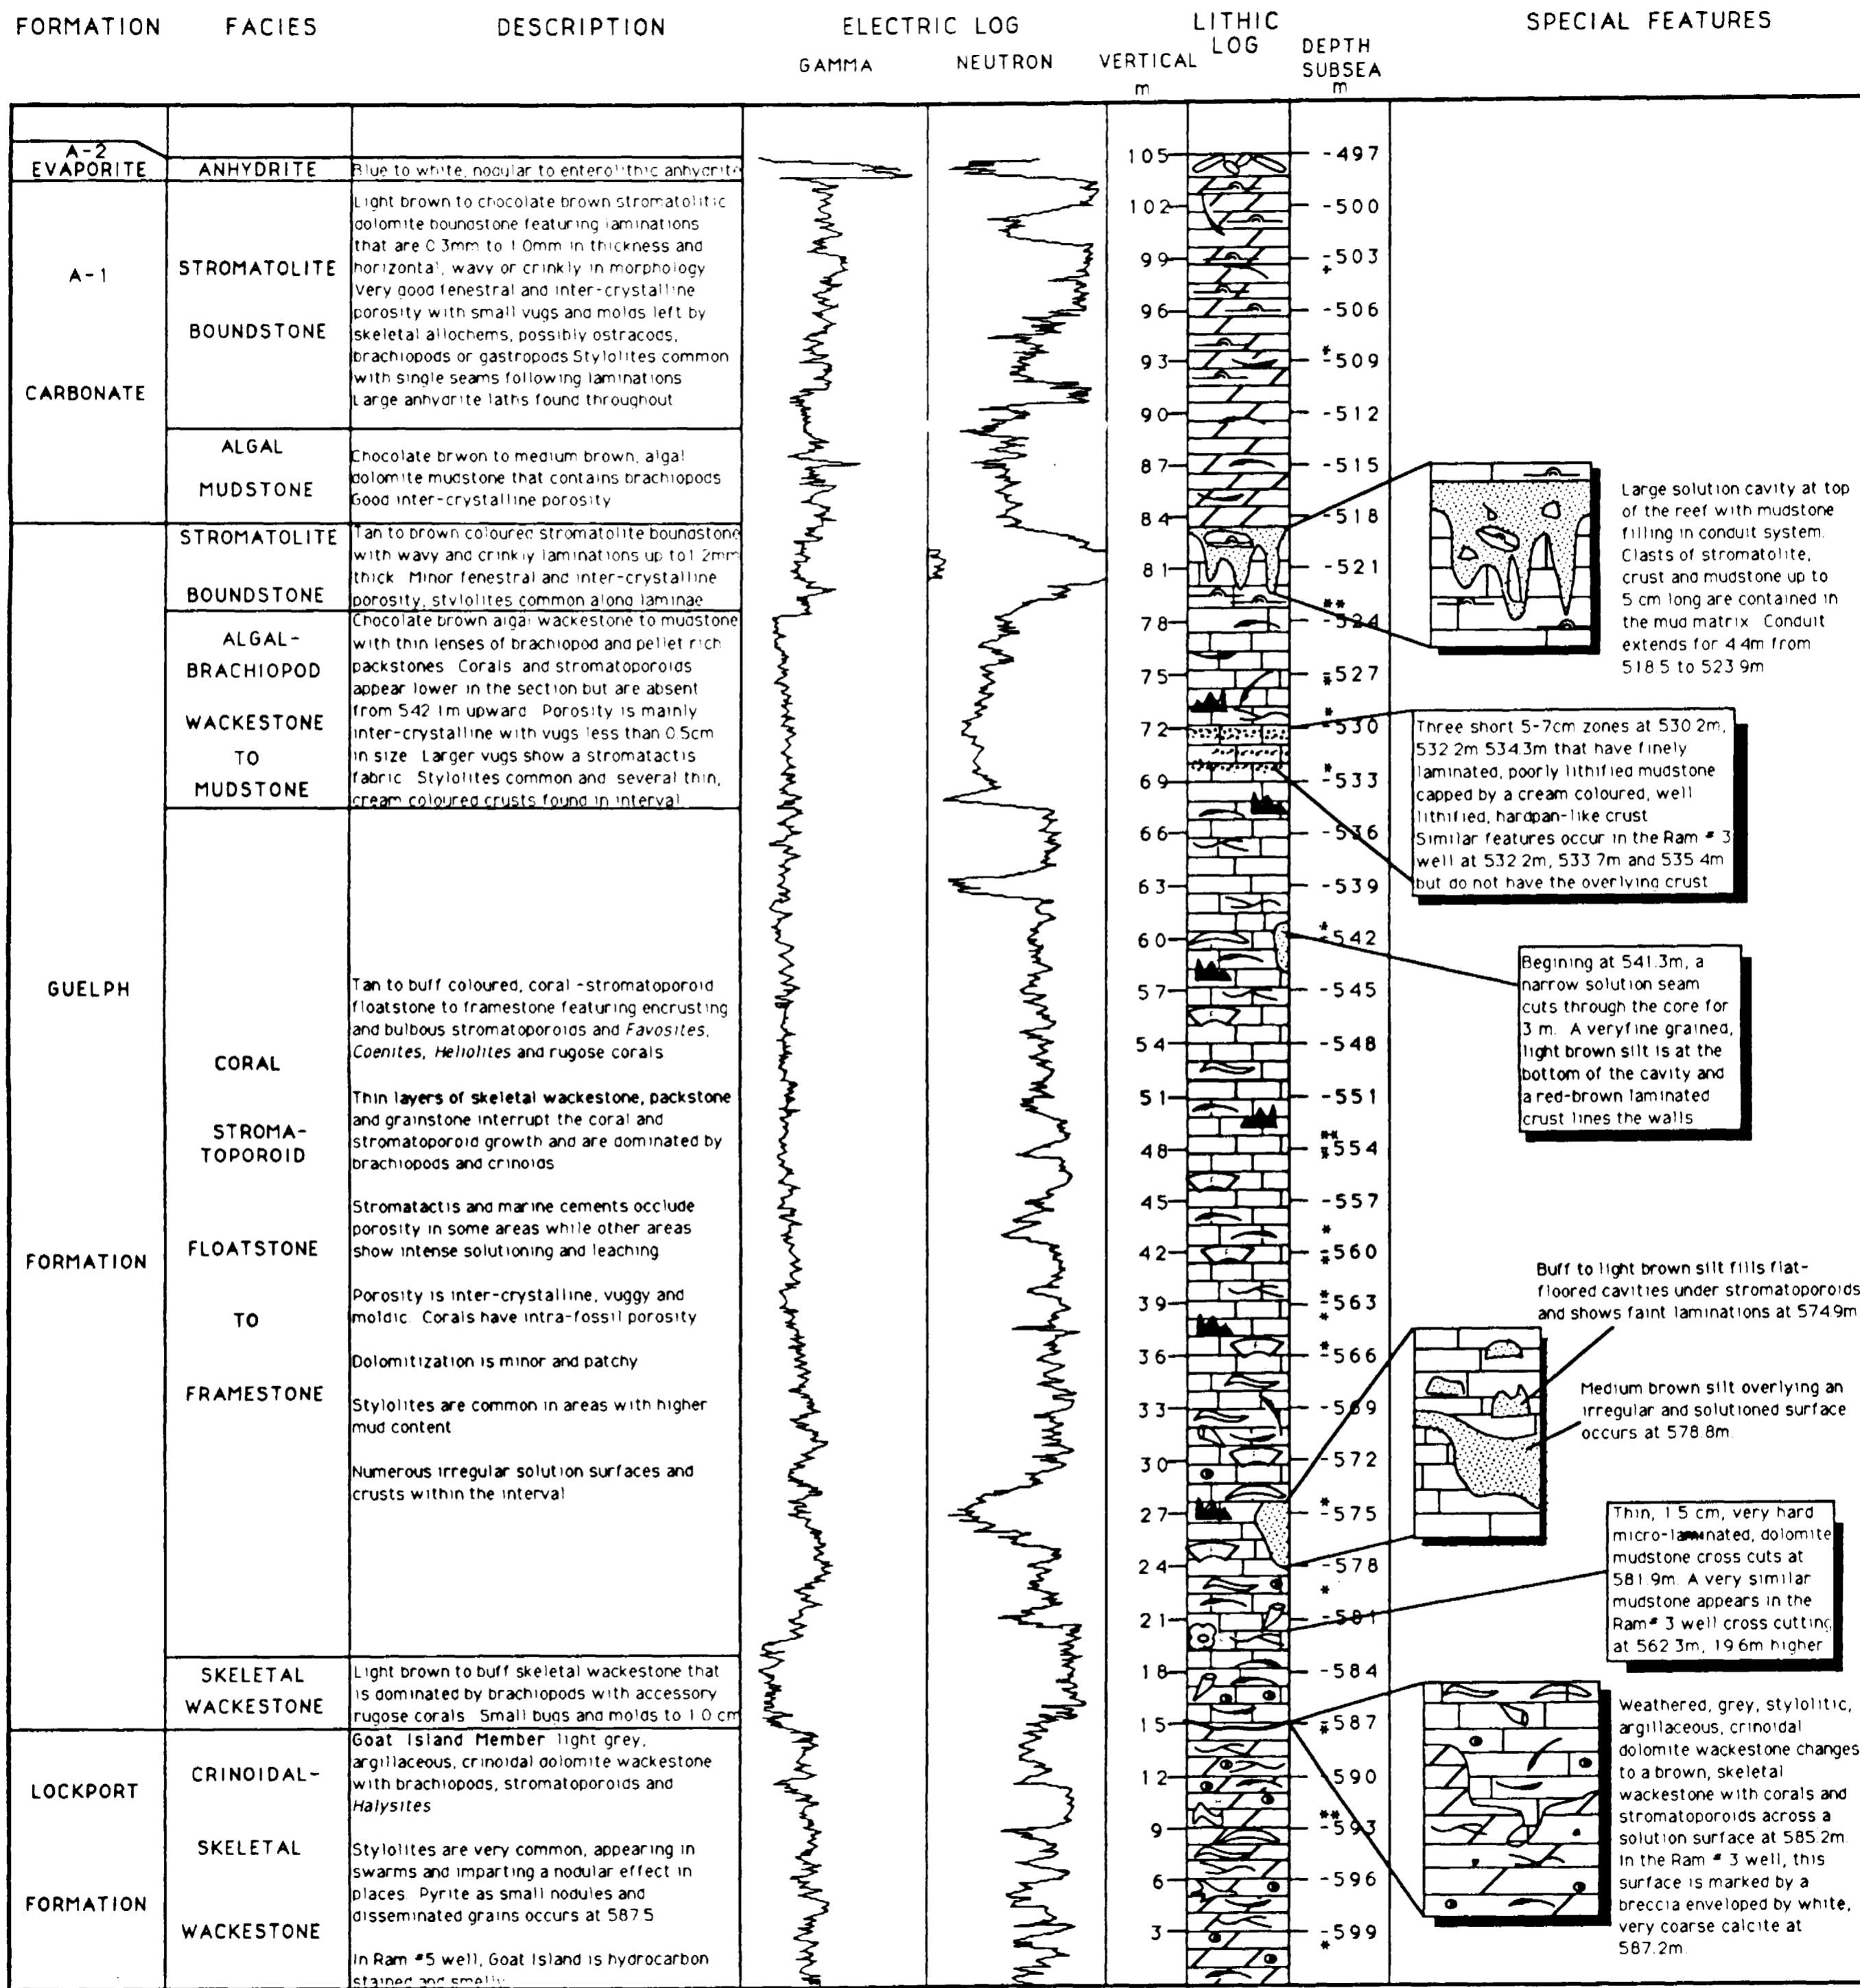 FORMATION FACIES DESCRIPTION ELECTRIC LOG LITHIC LOG SPECIAL FEATURES
GAMMA NEUTRON VERTICAL m DEPTH SUBSEA m
A-2
EVAPORITE
ANHYDRITE
Blue to white, nodular to enterolithic anhydrite
A-1
CARBONATE
STROMATOLITE
BOUNDSTONE
Light brown to chocolate brown stromatolitic
dolomite boundstone featuring laminations
that are 0.3mm to 1.0mm in thickness and
horizontal, wavy or crinkly in morphology
Very good fenestral and inter-crystalline
porosity with small vugs and molds left by
skeletal allochems, possibly ostracods,
brachiopods or gastropods Stylolites common
with single seams following laminations
Large anhydrite laths found throughout
ALGAL
MUDSTONE
Chocolate brwon to medium brown, algal
dolomite mudstone that contains brachiopods
Good inter-crystalline porosity
GUELPH
FORMATION
STROMATOLITE
BOUNDSTONE
Tan to brown coloured stromatolite boundstone
with wavy and crinkly laminations up to 1 2mm
thick Minor fenestral and inter-crystalline
porosity, stylolites common along laminae
ALGAL-
BRACHIOPOD
WACKESTONE
TO
MUDSTONE
Chocolate brown algal wackestone to mudstone
with thin lenses of brachiopod and pellet rich
packstones Corals and stromatoporoids
appear lower in the section but are absent
from 542 1m upward Porosity is mainly
inter-crystalline with vugs less than 0.5cm
in size Larger vugs show a stromatactis
fabric Stylolites common and several thin,
cream coloured crusts found in interval
CORAL
STROMA-
TOPOROID
FLOATSTONE
TO
FRAMESTONE
Tan to buff coloured, coral -stromatoporoid
floatstone to framestone featuring encrusting
and bulbous stromatoporoids and Favosites,
Coenites, Heliolites and rugose corals
Thin layers of skeletal wackestone, packstone
and grainstone interrupt the coral and
stromatoporoid growth and are dominated by
brachiopods and crinoids
Stromatactis and marine cements occlude
porosity in some areas while other areas
show intense solutioning and leaching
Porosity is inter-crystalline, vuggy and
moldic. Corals have intra-fossil porosity
Dolomitization is minor and patchy
Stylolites are common in areas with higher
mud content
Numerous irregular solution surfaces and
crusts within the interval
SKELETAL
WACKESTONE
Light brown to buff skeletal wackestone that
is dominated by brachiopods with accessory
rugose corals Small bugs and molds to 1 0 cm
LOCKPORT
FORMATION
CRINOIDAL-
SKELETAL
WACKESTONE
Goat Island Member light grey,
argillaceous, crinoidal dolomite wackestone
with brachiopods, stromatoporoids and
Halysites
Stylolites are very common, appearing in
swarms and imparting a nodular effect in
places Pyrite as small nodules and
disseminated grains occurs at 587.5
In Ram #5 well, Goat Island is hydrocarbon
stained and smelly
105 -497
102 -500
99 -503
+
96 -506
*
93 -509
90 -512
87 -515
84 -518
81 -521
**
78 -524
75 -527
*
*
72 -530
*
69 -533
66 -536
63 -539
*
60 -542
57 -545
54 -548
51 -551
**
48 -554
*
45 -557
*
42 -560
*
*
39 -563
*
*
36 -566
*
33 -569
30 -572
*
27 -575
24 -578
*
21 -581
18 -584
15 -587
*
12 -590
**
9 -593
6 -596
3 -599
*
Large solution cavity at top
of the reef with mudstone
filling in conduit system.
Clasts of stromatolite,
crust and mudstone up to
5 cm long are contained in
the mud matrix Conduit
extends for 4 4m from
518 5 to 523 9m
Three short 5-7cm zones at 530 2m,
532 2m 534.3m that have finely
laminated, poorly lithified mudstone
capped by a cream coloured, well
lithified, hardpan-like crust
Similar features occur in the Ram # 3
well at 532 2m, 533 7m and 535 4m
but do not have the overlying crust
Begining at 541.3m, a
narrow solution seam
cuts through the core for
3 m. A veryfine grained,
light brown silt is at the
bottom of the cavity and
a red-brown laminated
crust lines the walls
Buff to light brown silt fills flat-
floored cavities under stromatoporoids
and shows faint laminations at 574.9m
Medium brown silt overlying an
irregular and solutioned surface
occurs at 578.8m.
Thin, 1 5 cm, very hard
micro-laminated, dolomite
mudstone cross cuts at
581.9m. A very similar
mudstone appears in the
Ram# 3 well cross cutting
at 562 3m, 19 6m higher
Weathered, grey, stylolitic,
argillaceous, crinoidal
dolomite wackestone changes
to a brown, skeletal
wackestone with corals and
stromatoporoids across a
solution surface at 585.2m.
In the Ram # 3 well, this
surface is marked by a
breccia enveloped by white,
very coarse calcite at
587.2m.